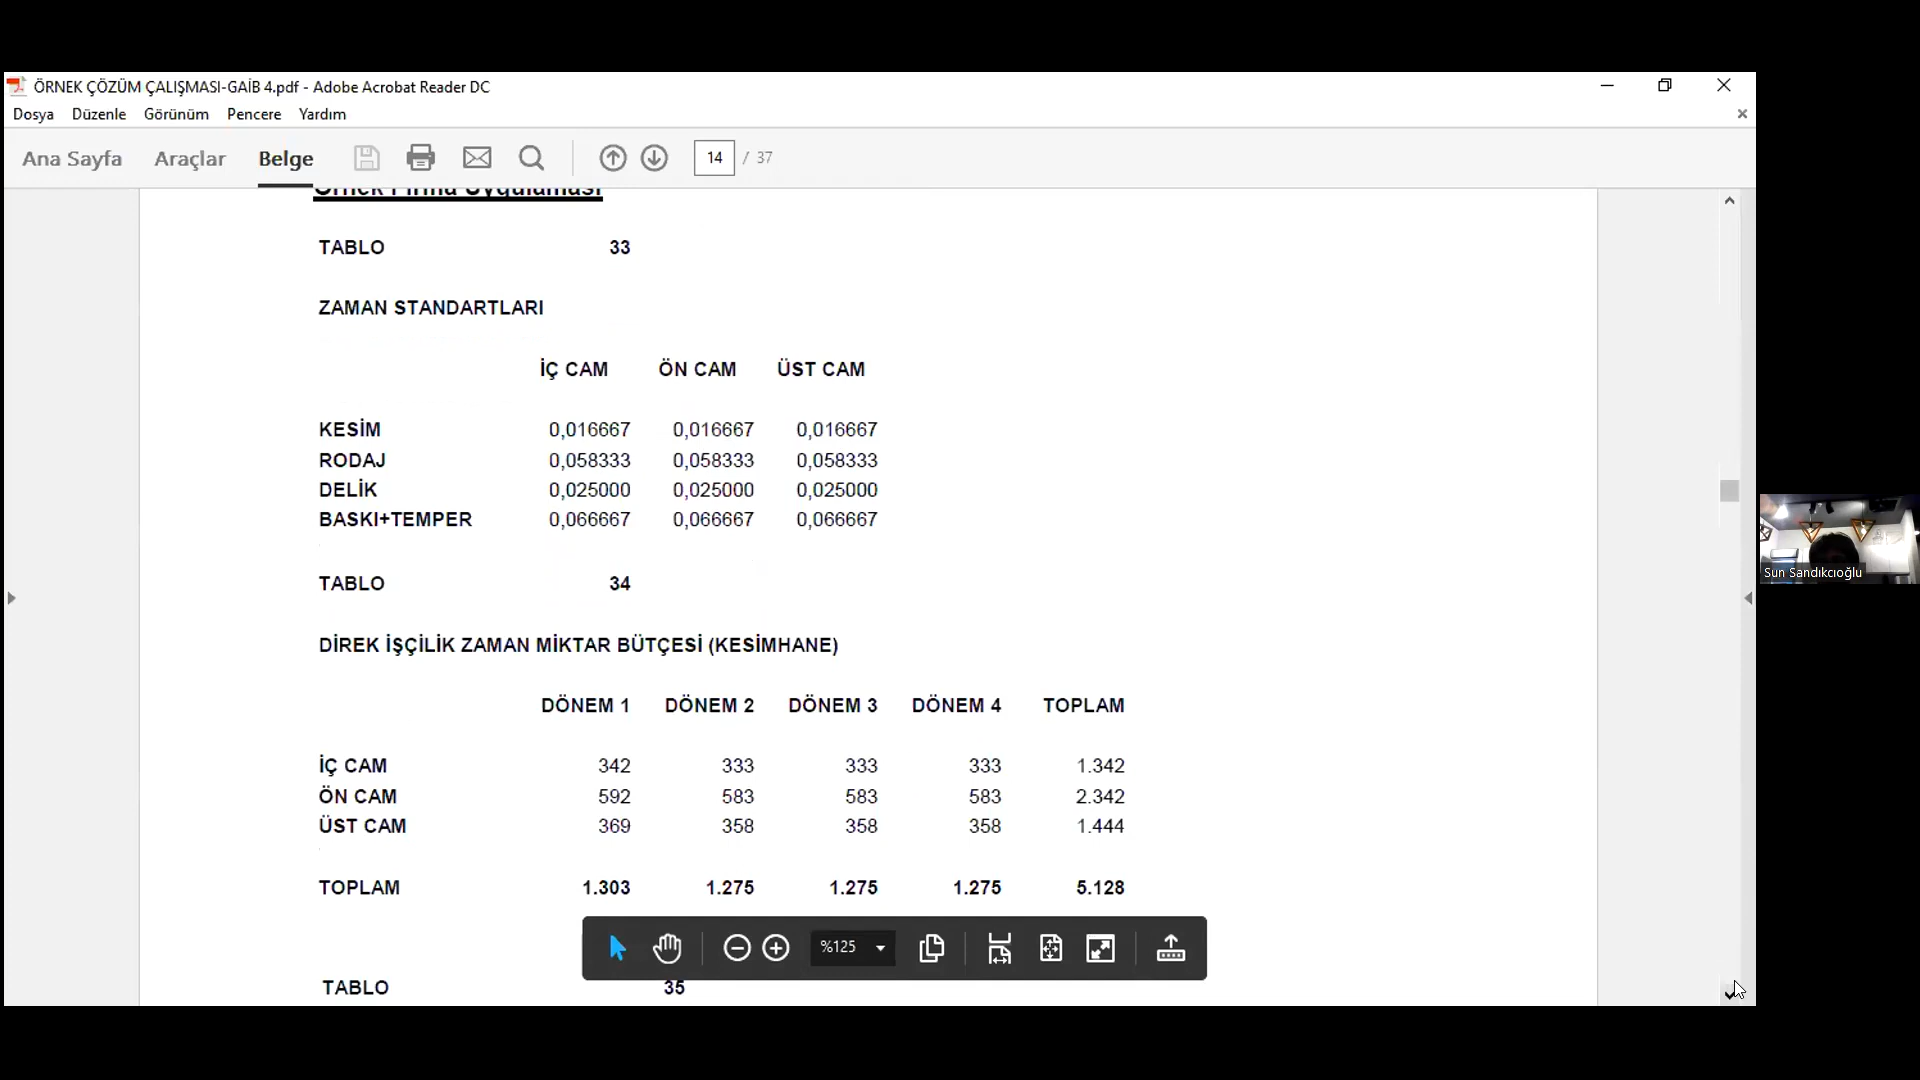 ÖRNEK ÇÖZÜM ÇALIŞMASI-GAİB 4.pdf - Adobe Acrobat Reader DC
Dosya Düzenle Görünüm Pencere Yardım
Ana Sayfa Araçlar Belge 14 / 37
Örnek Firma Uygulaması
TABLO 33
ZAMAN STANDARTLARI
İÇ CAM ÖN CAM ÜST CAM
KESİM 0,016667 0,016667 0,016667
RODAJ 0,058333 0,058333 0,058333
DELİK 0,025000 0,025000 0,025000
BASKI+TEMPER 0,066667 0,066667 0,066667
TABLO 34
DİREK İŞÇİLİK ZAMAN MİKTAR BÜTÇESİ (KESİMHANE)
DÖNEM 1 DÖNEM 2 DÖNEM 3 DÖNEM 4 TOPLAM
İÇ CAM 342 333 333 333 1.342
ÖN CAM 592 583 583 583 2.342
ÜST CAM 369 358 358 358 1.444
TOPLAM 1.303 1.275 1.275 1.275 5.128
%125
TABLO 35
Sun Sandıkcıoğlu